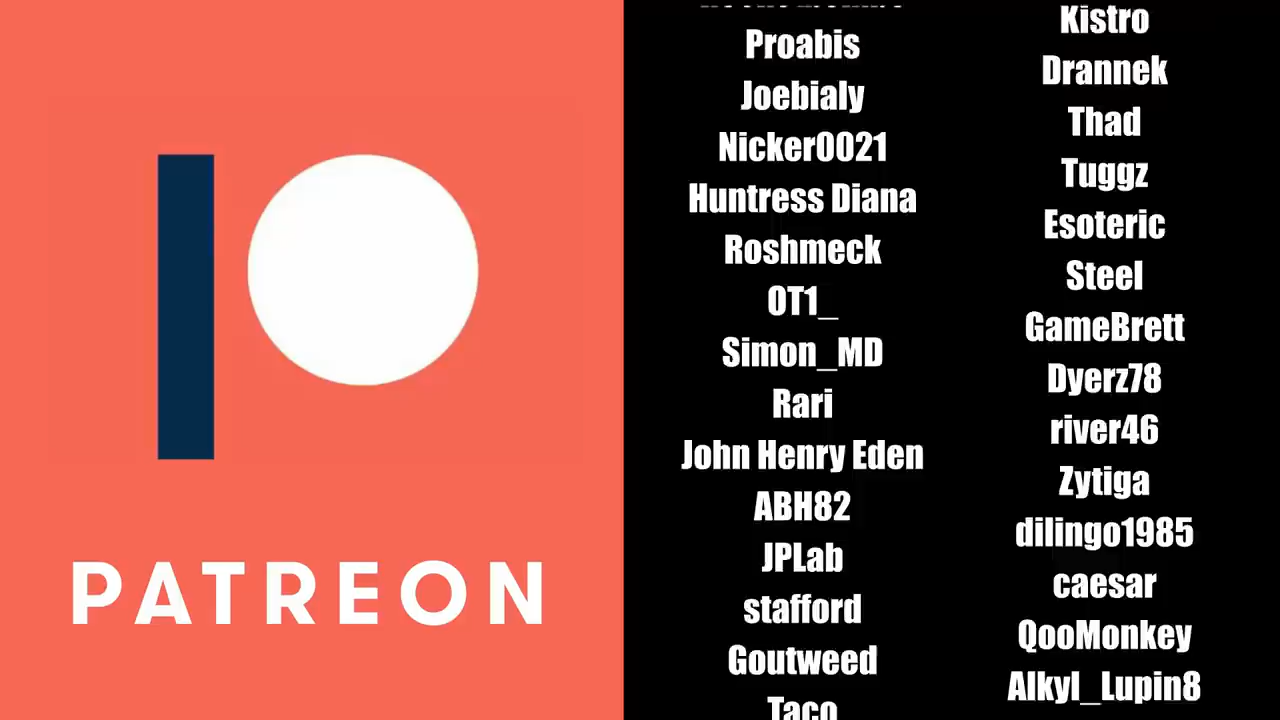 PATREON
Proabis
Joebialy
Nicker0021
Huntress Diana
Roshmeck
OT1_
Simon_MD
Rari
John Henry Eden
ABH82
JPLab
stafford
Goutweed
Taco
Kistro
Drannek
Thad
Tuggz
Esoteric
Steel
GameBrett
Dyerz78
river46
Zytiga
dilingo1985
caesar
QooMonkey
Alkyl_Lupin8